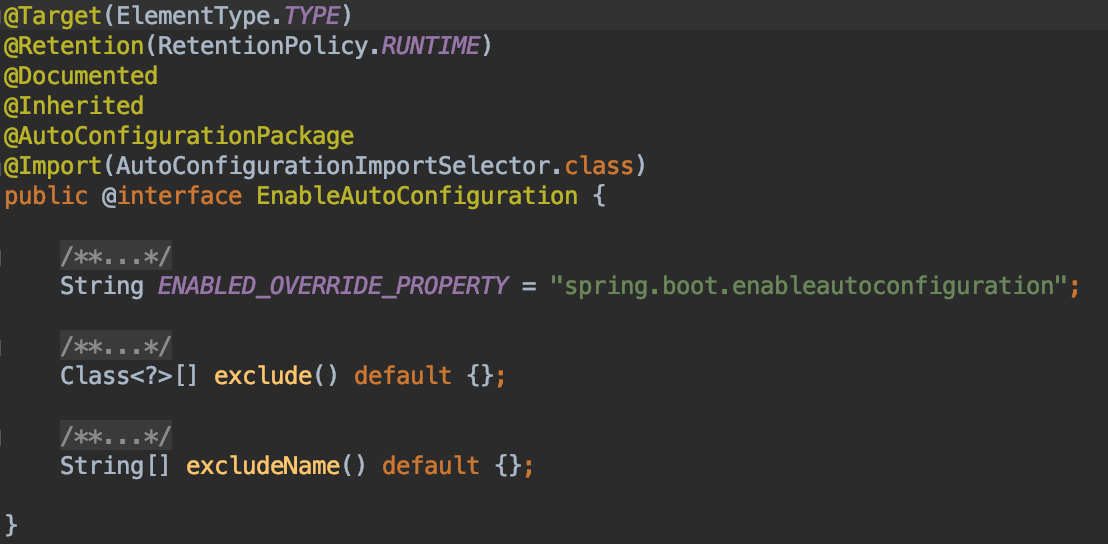 @Target(ElementType.TYPE)
@Retention(RetentionPolicy.RUNTIME)
@Documented
@Inherited
@AutoConfigurationPackage
@Import(AutoConfigurationImportSelector.class)
public @interface EnableAutoConfiguration {
/**...*/
String ENABLED_OVERRIDE_PROPERTY = "spring.boot.enableautoconfiguration";
/**...*/
Class<?>[] exclude() default {};
/**...*/
String[] excludeName() default {};
}